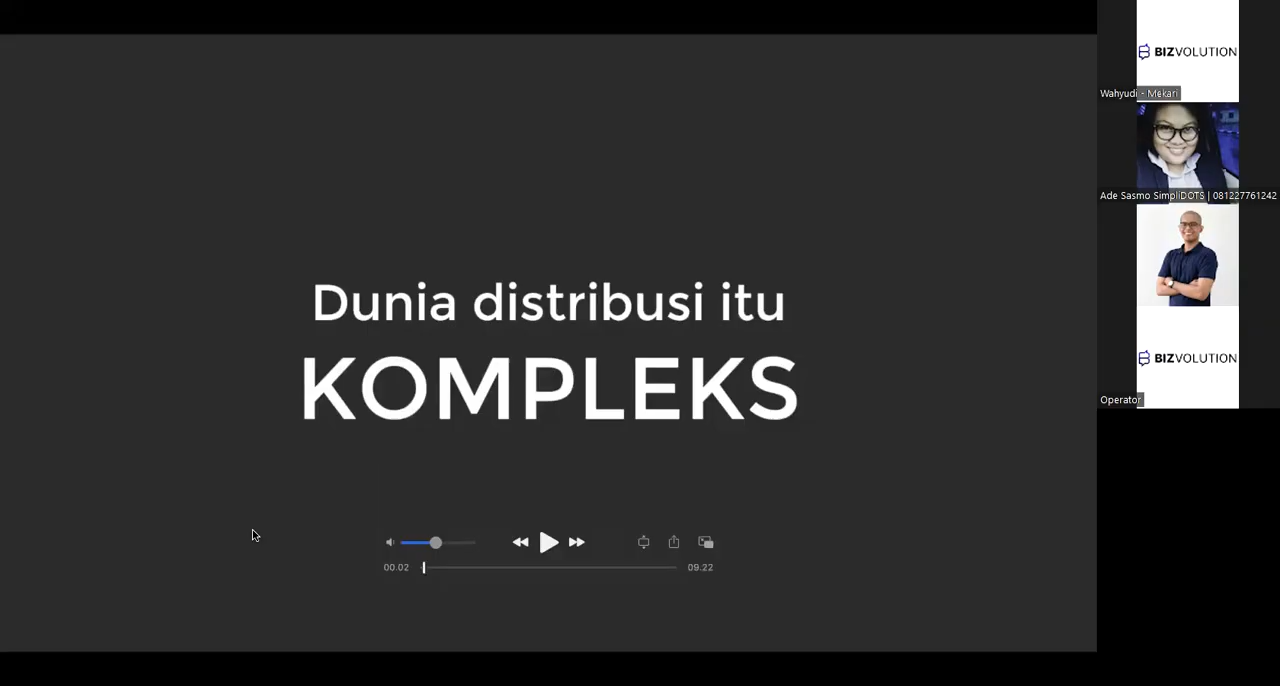 Dunia distribusi itu
KOMPLEKS
00.02
09:22
BIZVOLUTION
Wahyudi - Mekari
Ade Sasmo SimpliDOTS | 081227761242
BIZVOLUTION
Operator